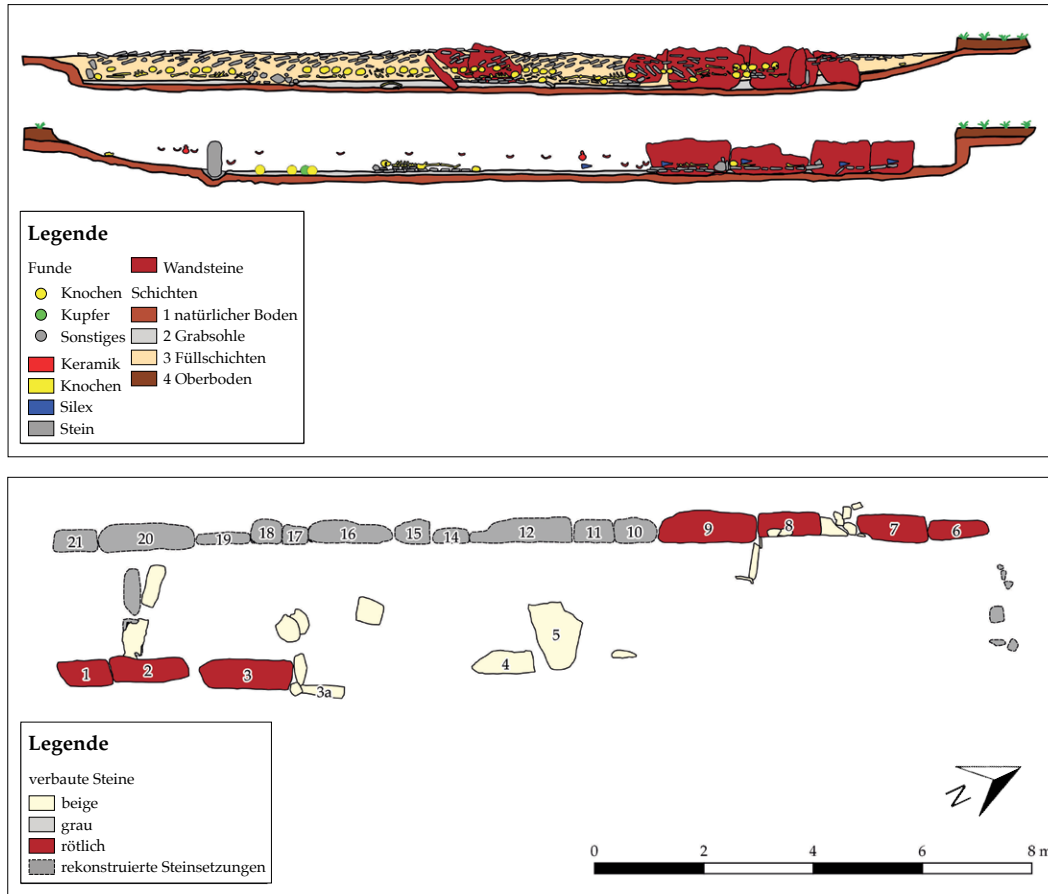 Legende
Funde
Knochen
Kupfer
Sonstiges
Keramik
Knochen
Silex
Stein
Wandsteine
Schichten
1 natürlicher Boden
2 Grabsohle
3 Füllschichten
4 Oberboden
21 20 19 18 17 16 15 14 12 11 10 9 8 7 6
5
4
1 2 3
3a
Legende
verbaute Steine
beige
grau
rötlich
rekonstruierte Steinsetzungen
N
0 2 4 6 8 m